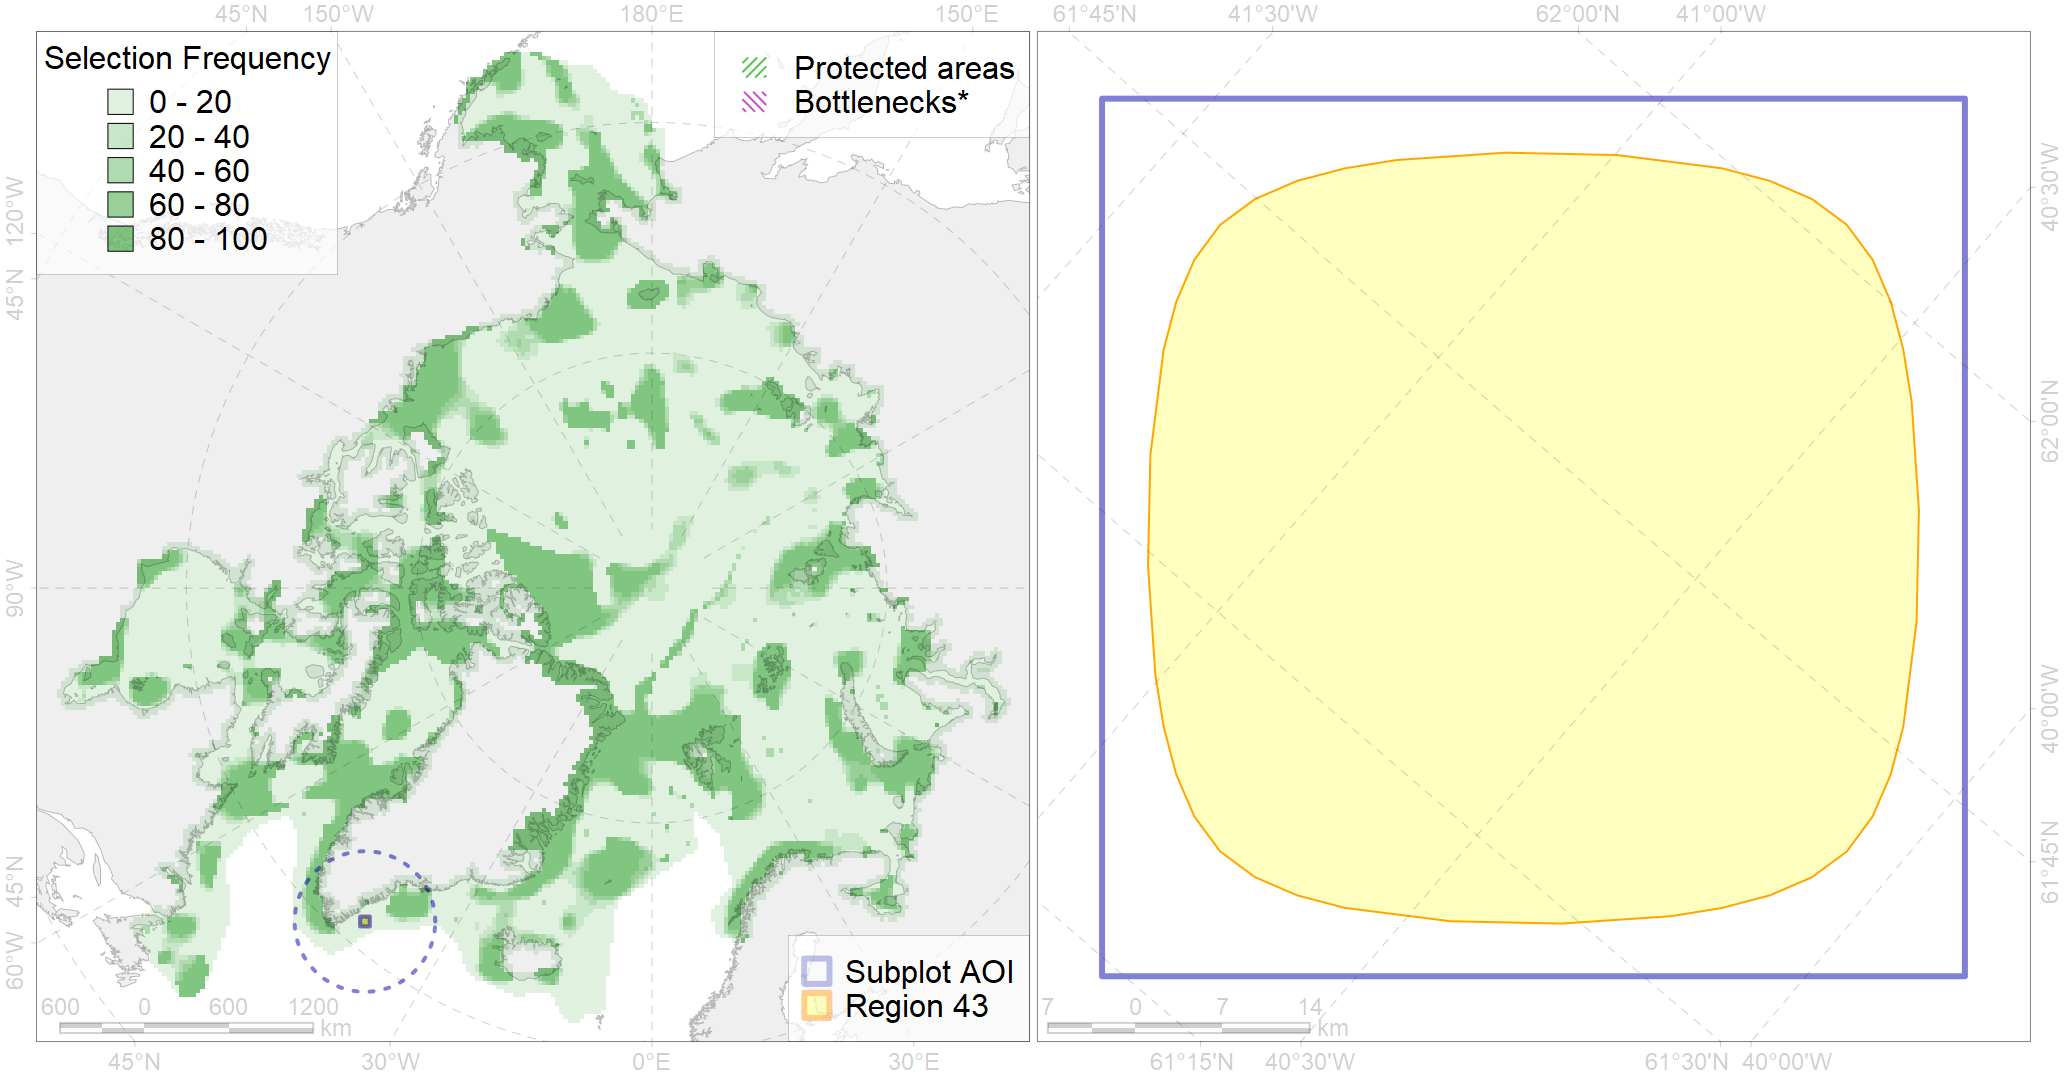 45°N 150°W 180°E 150°E 61°45'N 41°30'W 62°00'N 41°00'W
Selection Frequency
0 - 20
20 - 40
40 - 60
60 - 80
80 - 100
Protected areas
Bottlenecks*
120°W
45°N
90°W
45°N
60°W
40°30'W
62°00'N
40°00'W
61°45'N
Subplot AOI
Region 43
600 0 600 1200
km
7 0 7 14
km
45°N 30°W 0°E 30°E 61°15'N 40°30'W 61°30'N 40°00'W